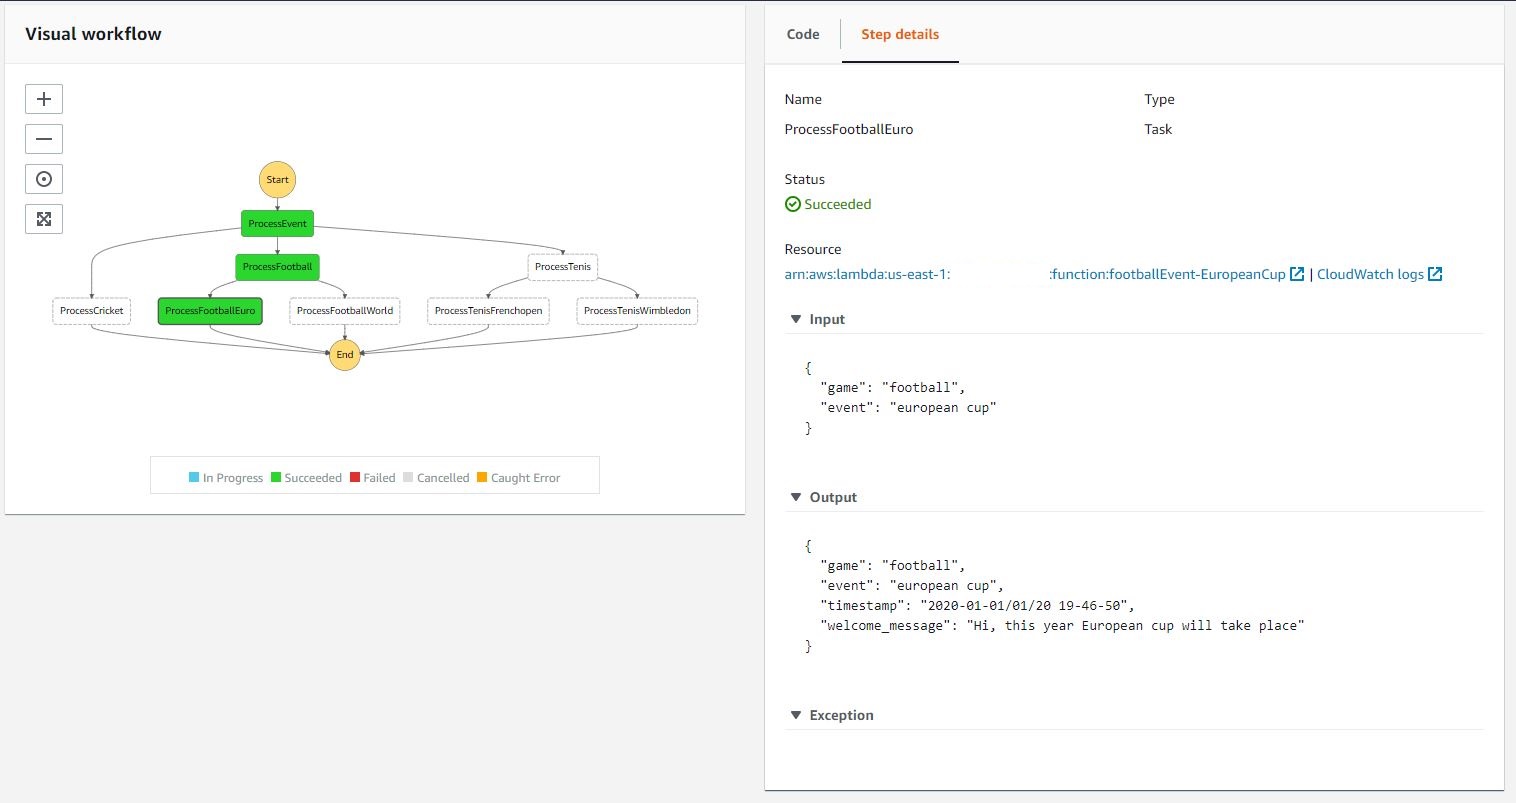 Visual workflow
Start
ProcessEvent
ProcessFootball
ProcessTenis
ProcessCricket
ProcessFootballEuro
ProcessFootballWorld
ProcessTenisFrenchopen
ProcessTenisWimbledon
End
In Progress Succeeded Failed Cancelled Caught Error
Code Step details
Name Type
ProcessFootballEuro Task
Status
Succeeded
Resource
arn:aws:lambda:us-east-1: :function:footballEvent-EuropeanCup | CloudWatch logs
Input
{
"game": "football",
"event": "european cup"
}
Output
{
"game": "football",
"event": "european cup",
"timestamp": "2020-01-01/01/20 19-46-50",
"welcome_message": "Hi, this year European cup will take place"
}
Exception